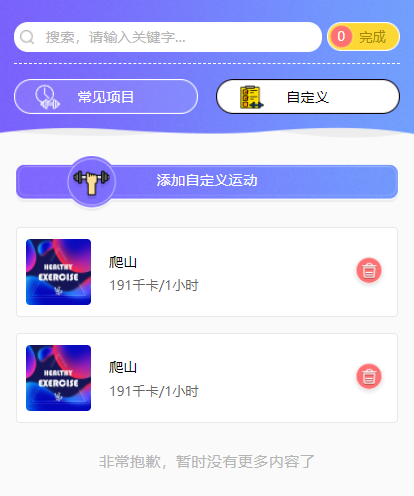 搜索，请输入关键字...
0 完成
常见项目
自定义
添加自定义运动
HEALTHY
EXERCISE
爬山
191千卡/1小时
HEALTHY
EXERCISE
爬山
191千卡/1小时
非常抱歉，暂时没有更多内容了